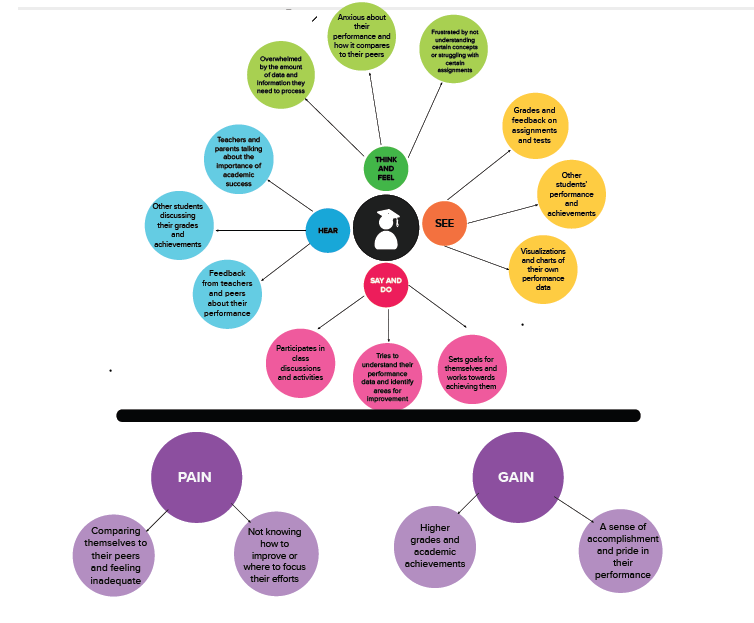 Anxious about
their
performance and
how it compares
to their peers
Frustrated by not
understanding
certain concepts
or struggling with
certain
assignments
Overwhelmed
by the amount
of data and
information they
need to process
THINK
AND
FEEL
Grades and
feedback on
assignments
and tests
Other
students'
performance
and
achievements
Visualizations
and charts of
their own
performance
data
SEE
Teachers and
parents talking
about the
importance of
academic
success
Other students
discussing
their grades
and
achievements
Feedback
from teachers
and peers
about their
performance
HEAR
SAY AND
DO
Participates in
class
discussions
and activities
Tries to
understand their
performance
data and identify
areas for
improvement
Sets goals for
themselves and
works towards
achieving them
PAIN
Comparing
themselves to
their peers
and feeling
inadequate
Not knowing
how to
improve or
where to focus
their efforts
GAIN
Higher
grades and
academic
achievements
A sense of
accomplishment
and pride in
their
performance